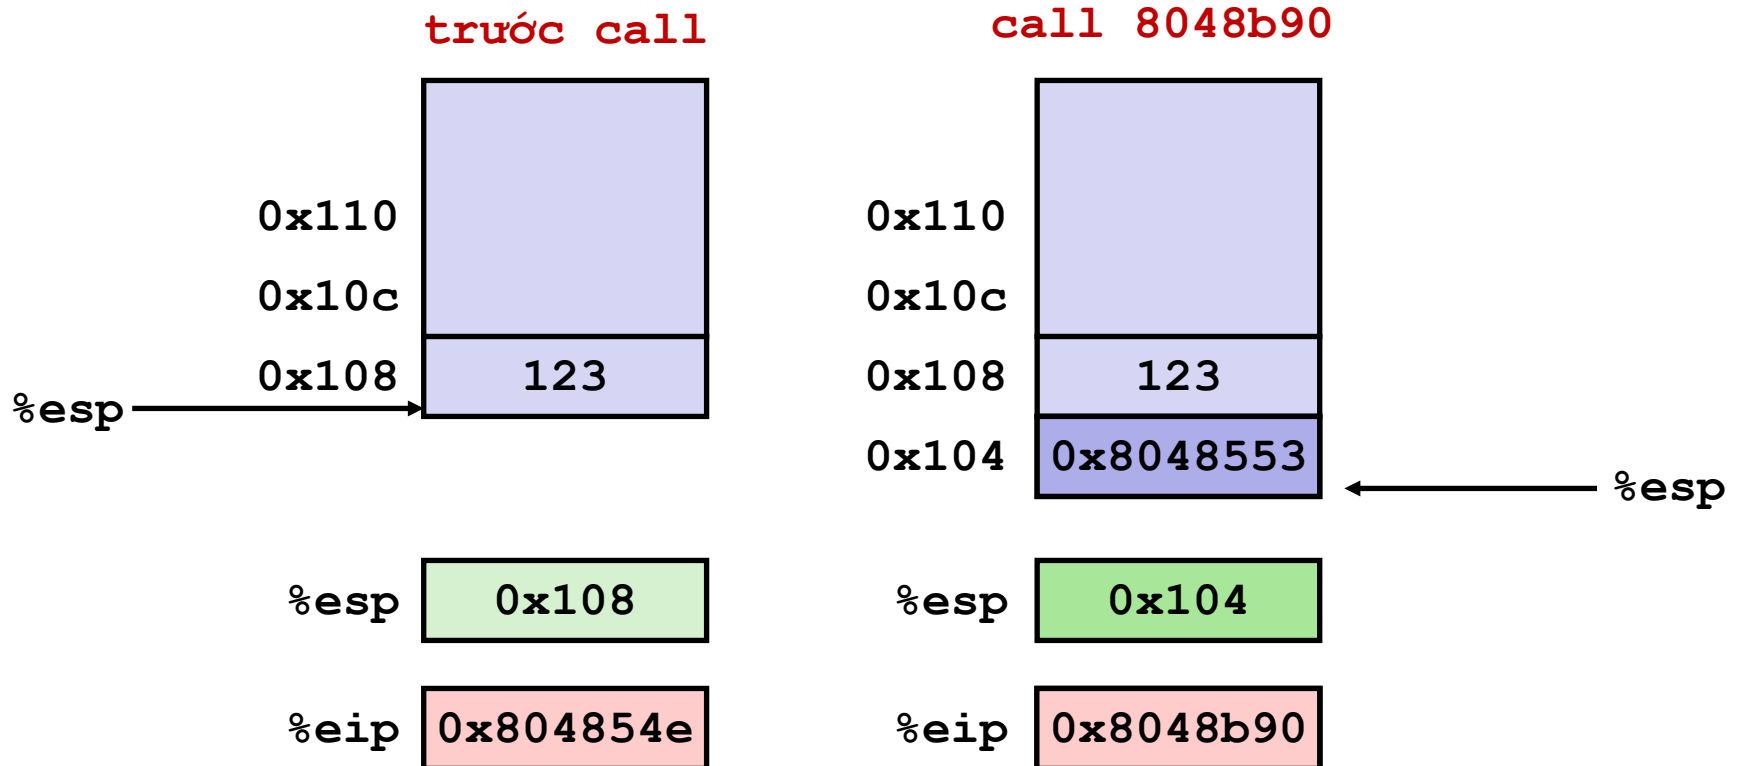 trước call
0x110
0x10c
0x108 123
%esp
%esp 0x108
%eip 0x804854e
call 8048b90
0x110
0x10c
0x108 123
0x104 0x8048553
%esp
%esp 0x104
%eip 0x8048b90